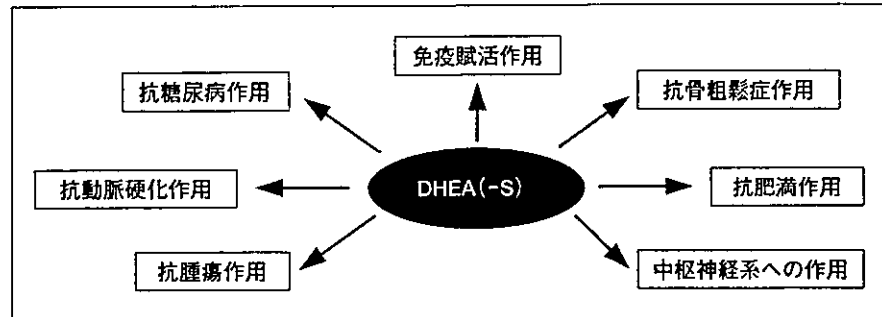 免疫賦活作用
抗糖尿病作用
抗骨粗鬆症作用
DHEA(-S)
抗動脈硬化作用
抗肥満作用
抗腫瘍作用
中枢神経系への作用